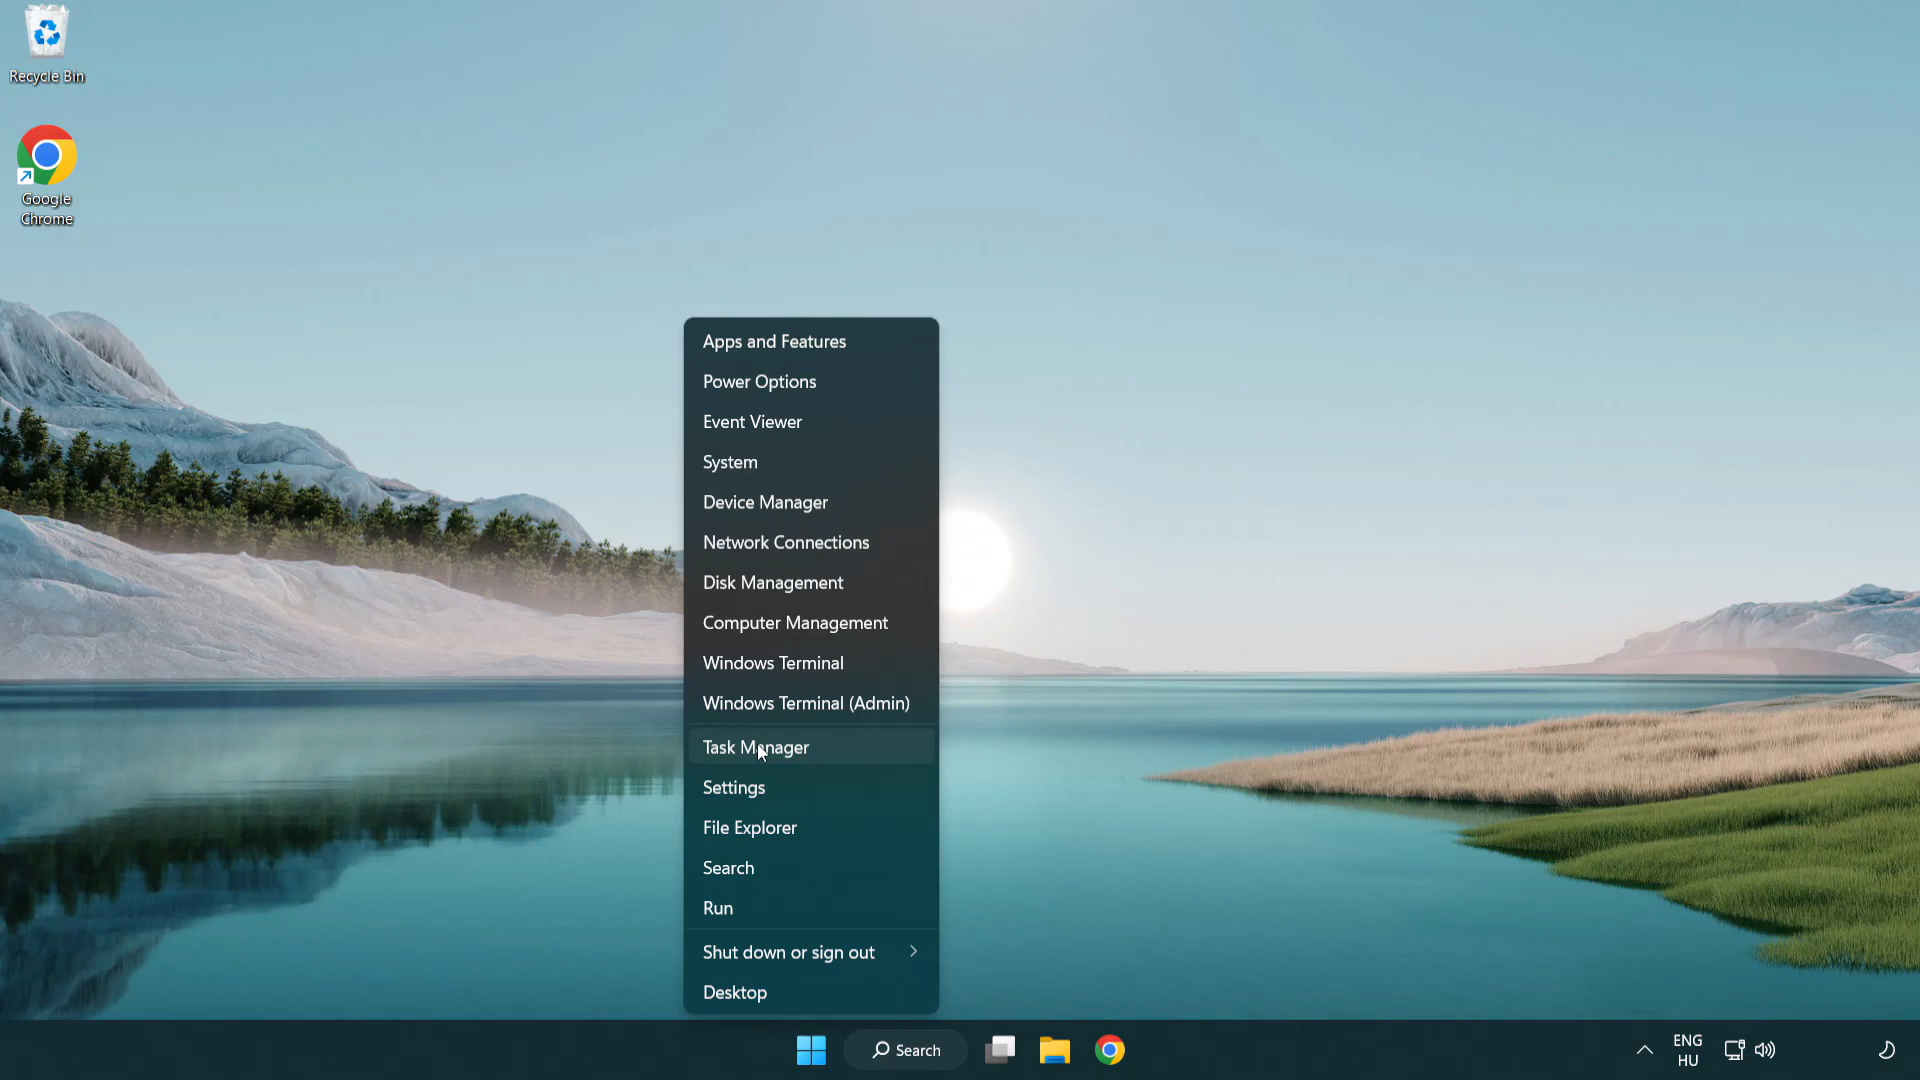 Recycle Bin
Google
Chrome
Apps and Features
Power Options
Event Viewer
System
Device Manager
Network Connections
Disk Management
Computer Management
Windows Terminal
Windows Terminal (Admin)
Task Manager
Settings
File Explorer
Search
Run
Shut down or sign out
Desktop
Search
ENG
HU